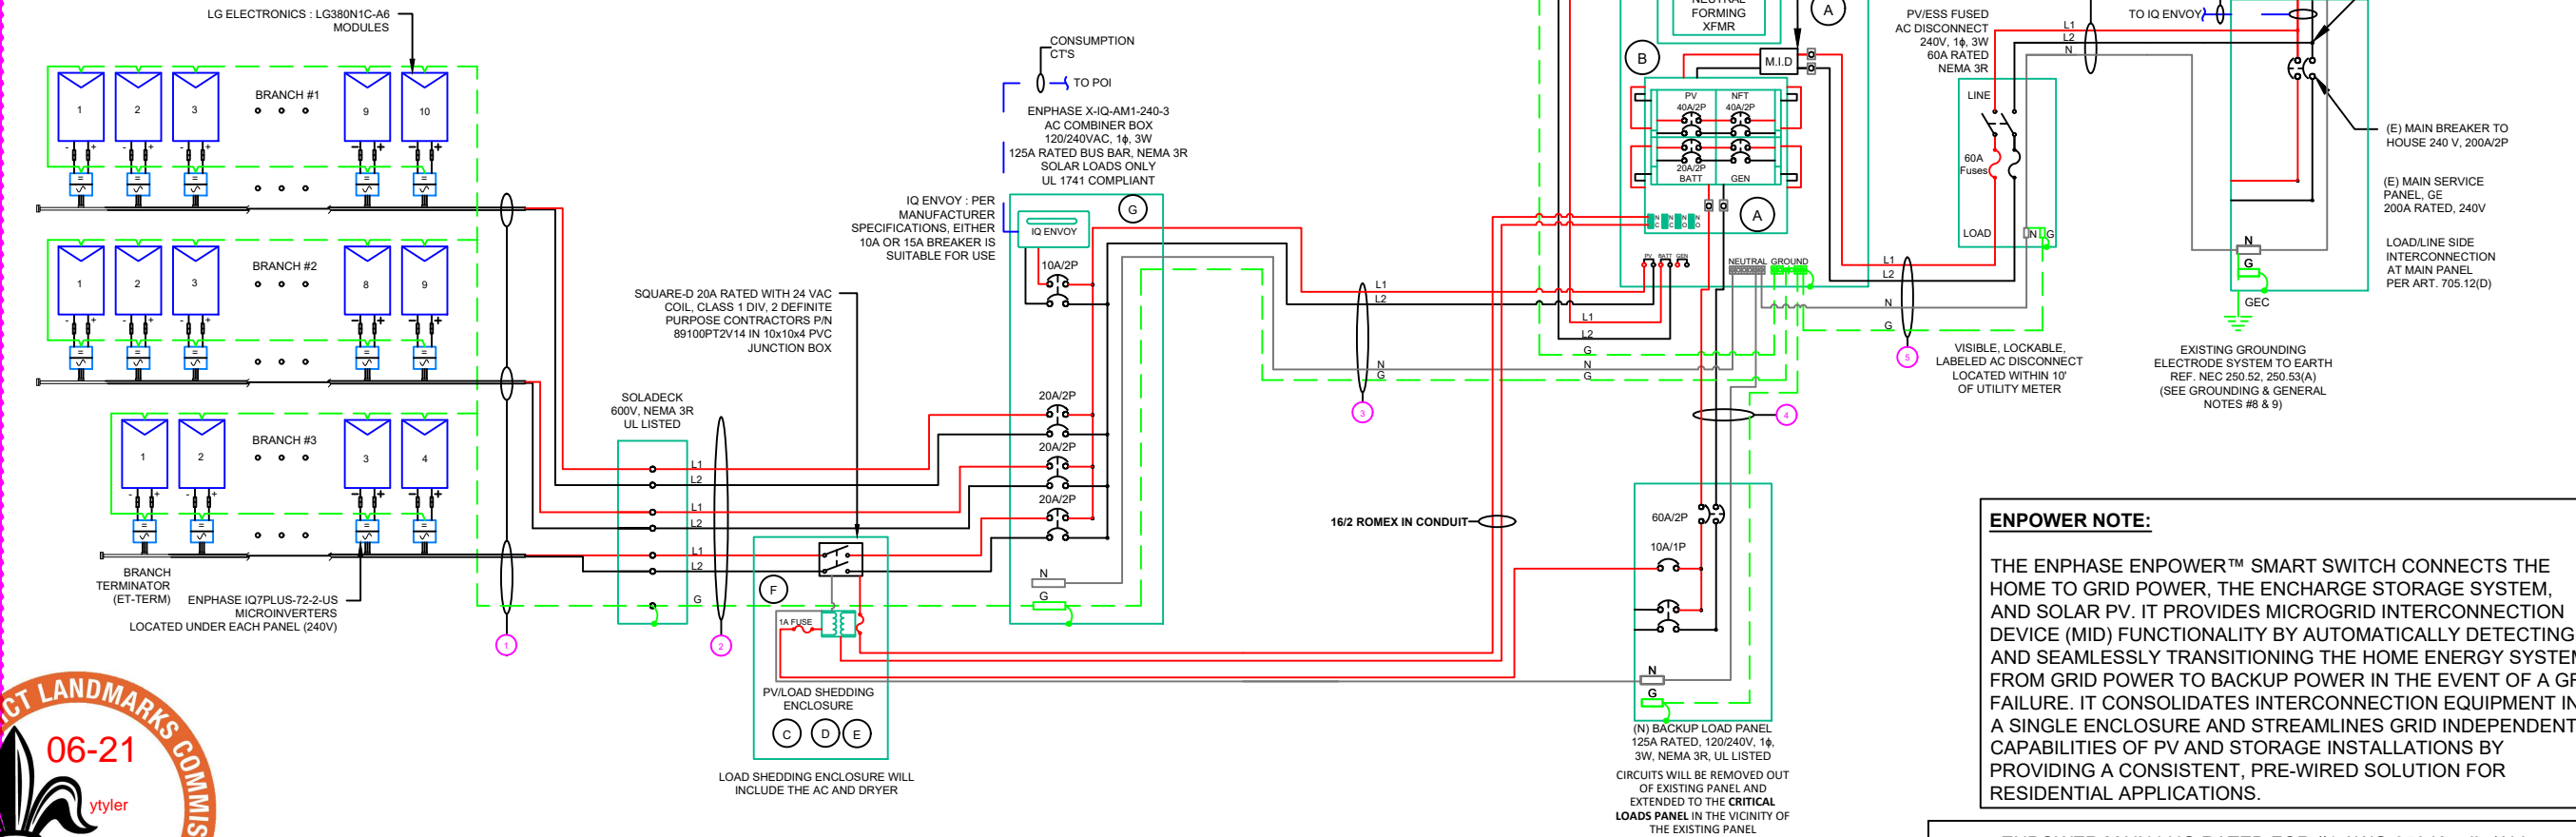 LG ELECTRONICS : LG380N1C-A6
MODULES
BRANCH #1
1
2
3
9
10
- +
BRANCH #2
1
2
3
8
9
BRANCH #3
1
2
3
4
BRANCH
TERMINATOR
(ET-TERM)
ENPHASE IQ7PLUS-72-2-US
MICROINVERTERS
LOCATED UNDER EACH PANEL (240V)
1
CONSUMPTION
CT'S
TO POI
ENPHASE X-IQ-AM1-240-3
AC COMBINER BOX
120/240VAC, 1ϕ, 3W
125A RATED BUS BAR, NEMA 3R
SOLAR LOADS ONLY
UL 1741 COMPLIANT
IQ ENVOY : PER
MANUFACTURER
SPECIFICATIONS, EITHER
10A OR 15A BREAKER IS
SUITABLE FOR USE
SQUARE-D 20A RATED WITH 24 VAC
COIL, CLASS 1 DIV, 2 DEFINITE
PURPOSE CONTRACTORS P/N
89100PT2V14 IN 10x10x4 PVC
JUNCTION BOX
SOLADECK
600V, NEMA 3R
UL LISTED
L1
L2
L1
L2
L1
L2
G
2
G
IQ ENVOY
10A/2P
20A/2P
20A/2P
20A/2P
N
G
F
1A FUSE
PV/LOAD SHEDDING
ENCLOSURE
C
D
E
LOAD SHEDDING ENCLOSURE WILL
INCLUDE THE AC AND DRYER
L1
L2
N
G
3
NEUTRAL
FORMING
XFMR
A
B
M.I.D
PV
40A/2P
NFT
40A/2P
20A/2P
BATT
GEN
A
NC
NC
NO
NO
PV BATT GEN
NEUTRAL GROUND
L1
L2
G
N
G
4
16/2 ROMEX IN CONDUIT
60A/2P
10A/1P
N
G
(N) BACKUP LOAD PANEL
125A RATED, 120/240V, 1ϕ,
3W, NEMA 3R, UL LISTED
CIRCUITS WILL BE REMOVED OUT
OF EXISTING PANEL AND
EXTENDED TO THE CRITICAL
LOADS PANEL IN THE VICINITY OF
THE EXISTING PANEL
PV/ESS FUSED
AC DISCONNECT
240V, 1ϕ, 3W
60A RATED
NEMA 3R
L1
L2
N
LINE
60A
Fuses
LOAD
N G
L1
L2
N
G
5
VISIBLE, LOCKABLE,
LABELED AC DISCONNECT
LOCATED WITHIN 10'
OF UTILITY METER
TO IQ ENVOY
N
G
GEC
EXISTING GROUNDING
ELECTRODE SYSTEM TO EARTH
REF. NEC 250.52, 250.53(A)
(SEE GROUNDING & GENERAL
NOTES #8 & 9)
(E) MAIN BREAKER TO
HOUSE 240 V, 200A/2P
(E) MAIN SERVICE
PANEL, GE
200A RATED, 240V
LOAD/LINE SIDE
INTERCONNECTION
AT MAIN PANEL
PER ART. 705.12(D)
ENPOWER NOTE:
THE ENPHASE ENPOWER™ SMART SWITCH CONNECTS THE
HOME TO GRID POWER, THE ENCHARGE STORAGE SYSTEM,
AND SOLAR PV. IT PROVIDES MICROGRID INTERCONNECTION
DEVICE (MID) FUNCTIONALITY BY AUTOMATICALLY DETECTING
AND SEAMLESSLY TRANSITIONING THE HOME ENERGY SYSTEM
FROM GRID POWER TO BACKUP POWER IN THE EVENT OF A GR
FAILURE. IT CONSOLIDATES INTERCONNECTION EQUIPMENT IN
A SINGLE ENCLOSURE AND STREAMLINES GRID INDEPENDENT
CAPABILITIES OF PV AND STORAGE INSTALLATIONS BY
PROVIDING A CONSISTENT, PRE-WIRED SOLUTION FOR
RESIDENTIAL APPLICATIONS.
CT LANDMARKS COMMIS
06-21
ytyler